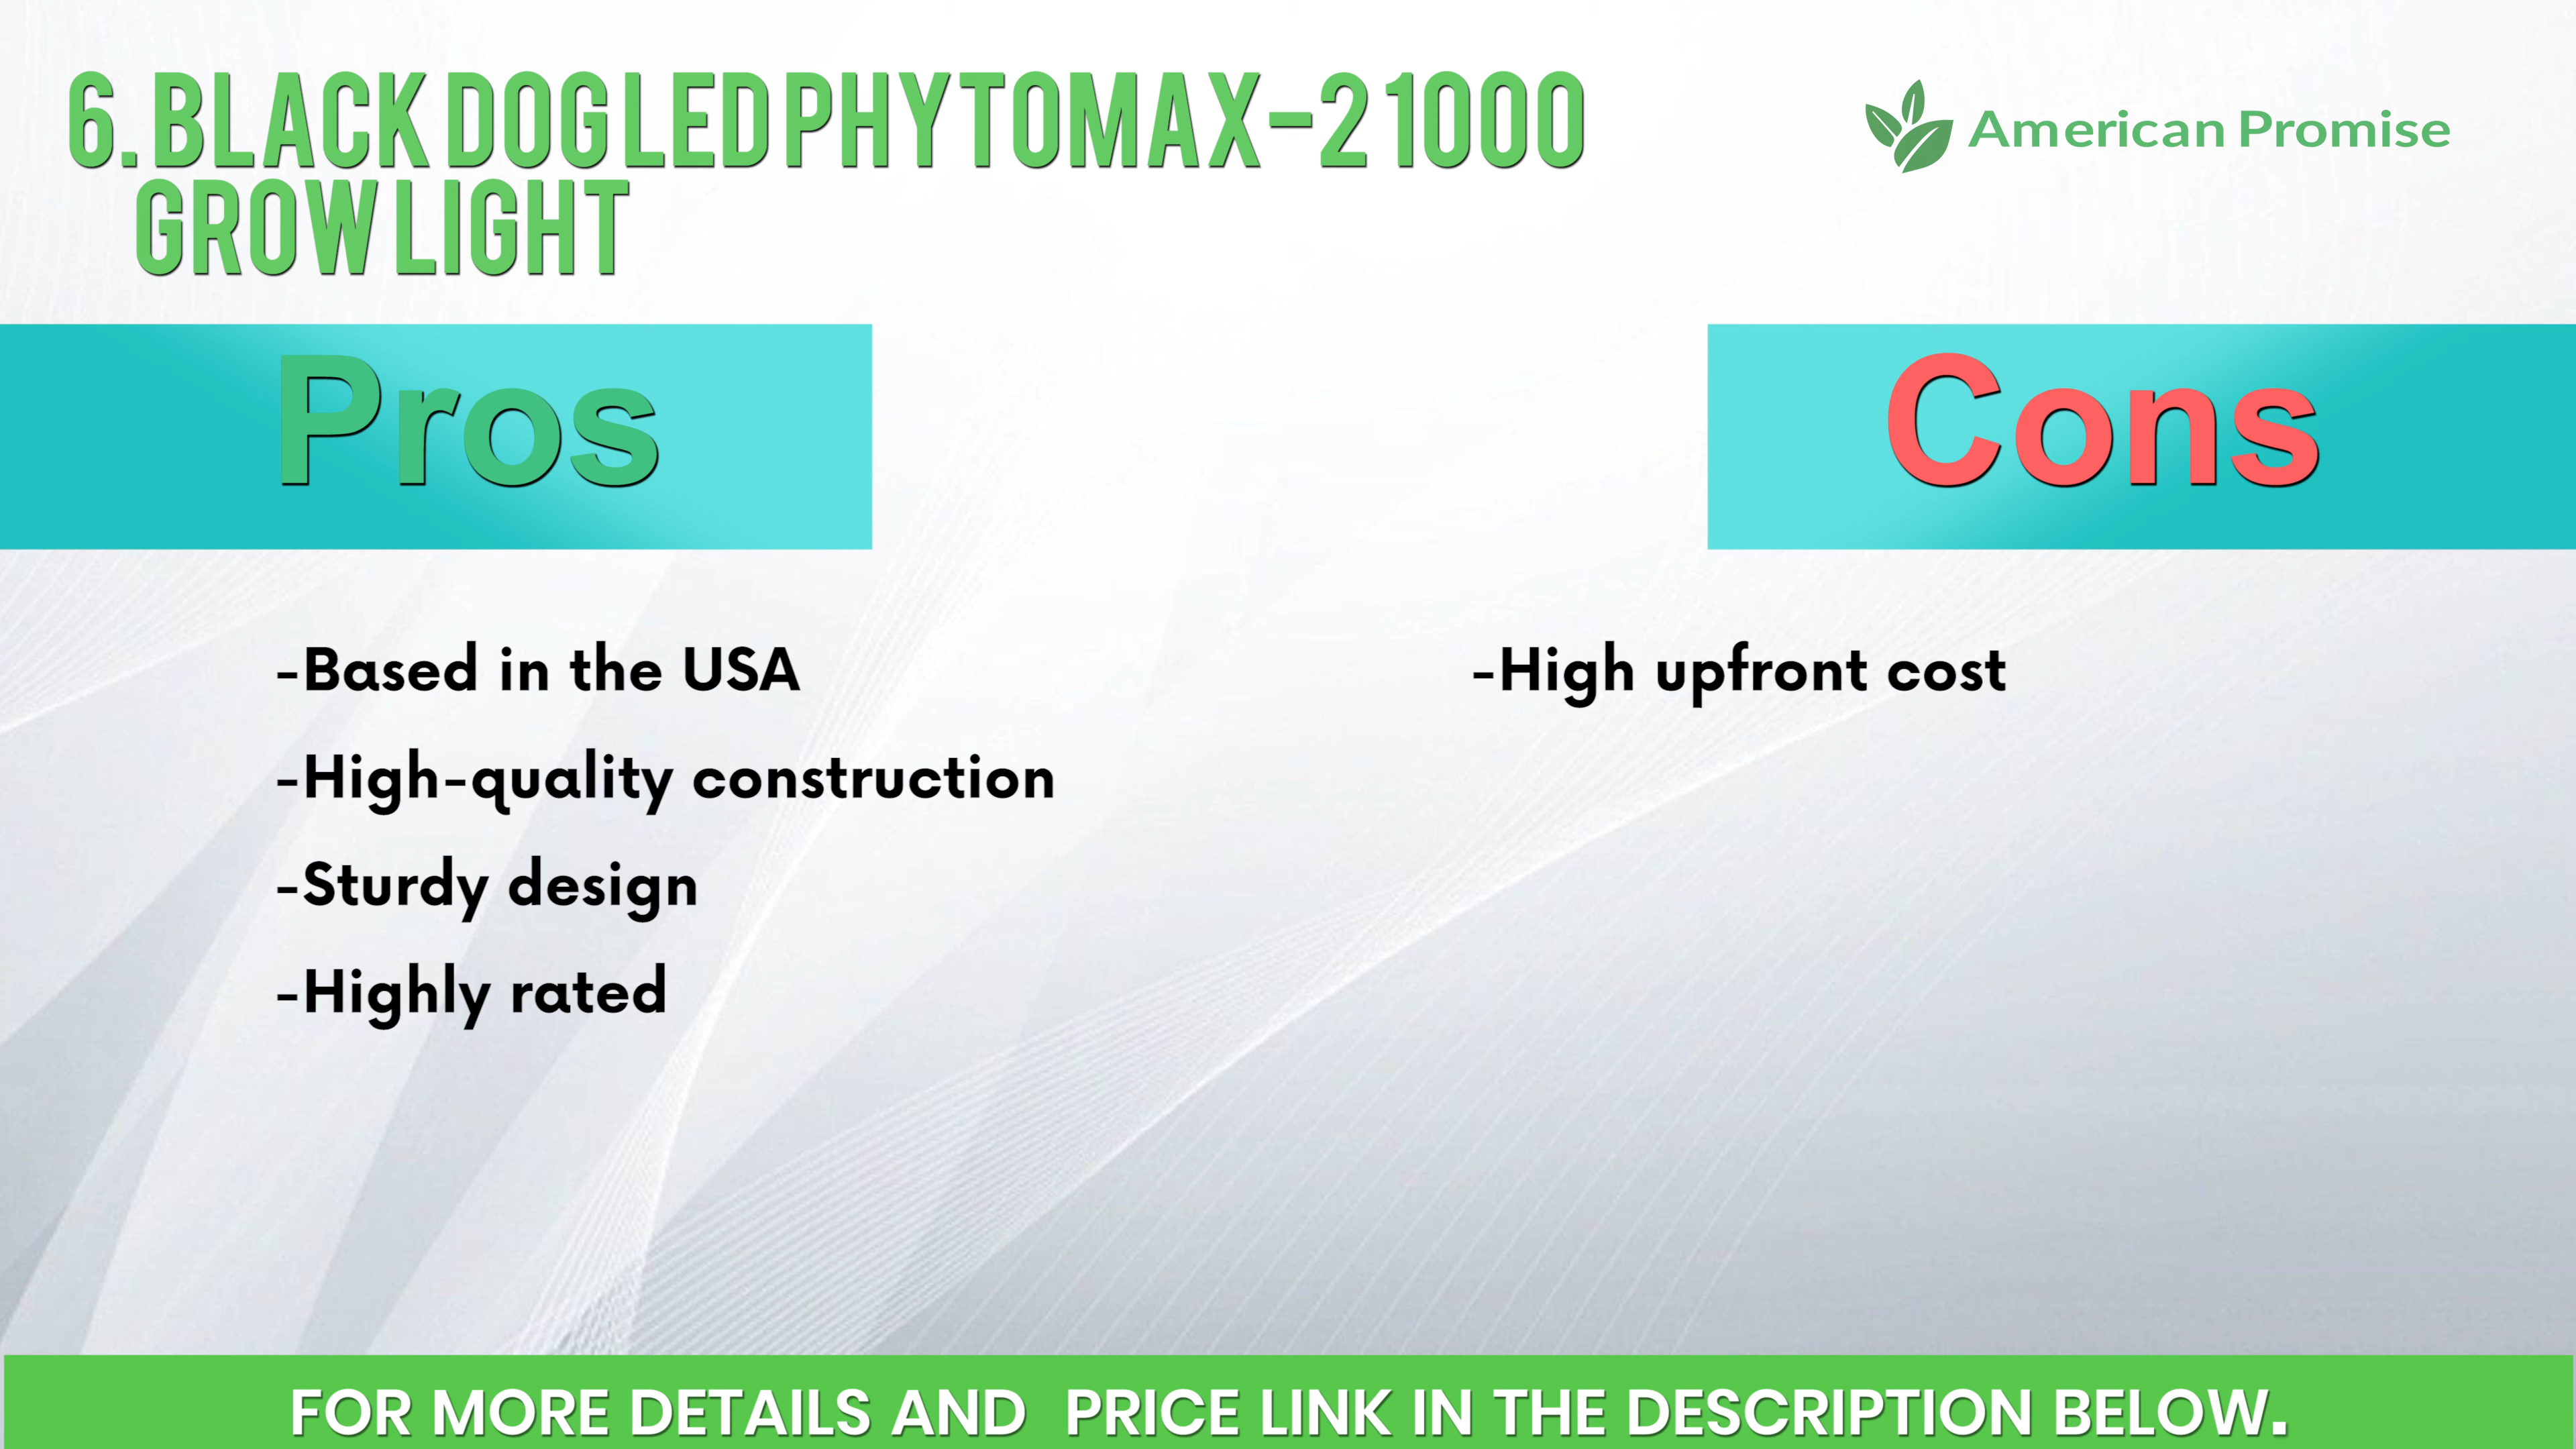 6. BLACK DOG LED PHYTOMAX-2 1000
GROW LIGHT
American Promise
Pros
Cons
-Based in the USA
-High-quality construction
-Sturdy design
-Highly rated
-High upfront cost
FOR MORE DETAILS AND  PRICE LINK IN THE DESCRIPTION BELOW.